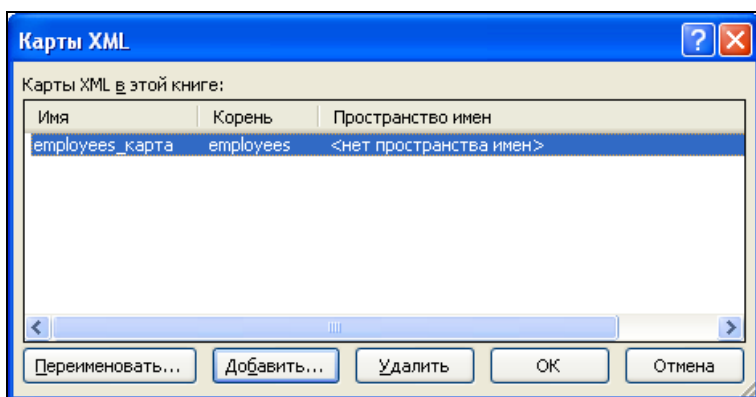 Карты XML
Карты XML в этой книге:
Имя Корень Пространство имен
employees_карта employees <нет пространства имен>
Переименовать... Добавить... Удалить ОК Отмена